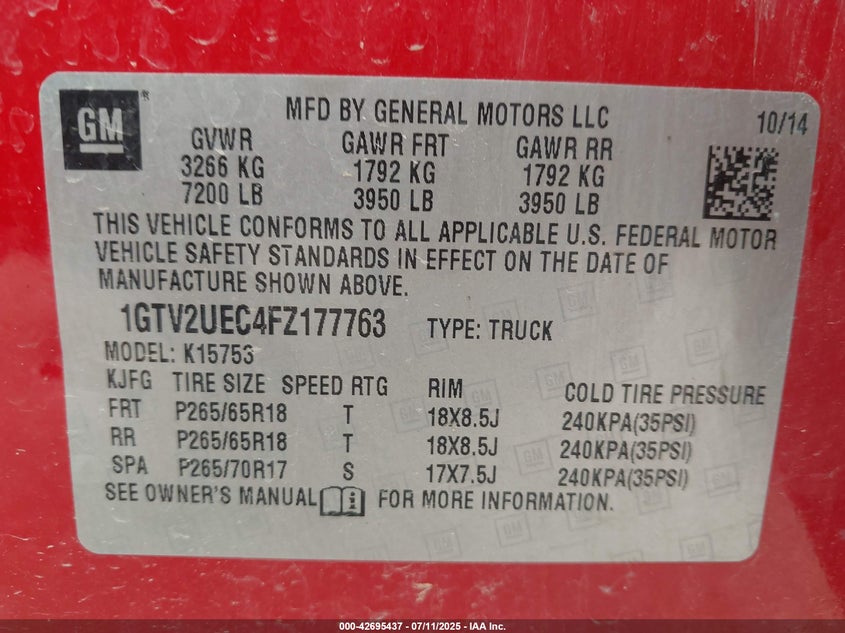 GM ®
MFD BY GENERAL MOTORS LLC
10/14
GVWR GAWR FRT GAWR RR
3266 KG 1792 KG 1792 KG
7200 LB 3950 LB 3950 LB
THIS VEHICLE CONFORMS TO ALL APPLICABLE U.S. FEDERAL MOTOR
VEHICLE SAFETY STANDARDS IN EFFECT ON THE DATE OF
MANUFACTURE SHOWN ABOVE.
1GTV2UEC4FZ177763 TYPE: TRUCK
MODEL: K15753
KJFG TIRE SIZE SPEED RTG RIM COLD TIRE PRESSURE
FRT P265/65R18 T 18X8.5J 240KPA(35PSI)
RR P265/65R18 T 18X8.5J 240KPA(35PSI)
SPA P265/70R17 S 17X7.5J 240KPA(35PSI)
SEE OWNER'S MANUAL FOR MORE INFORMATION.
000-42695437 - 07/11/2025 - IAA Inc.